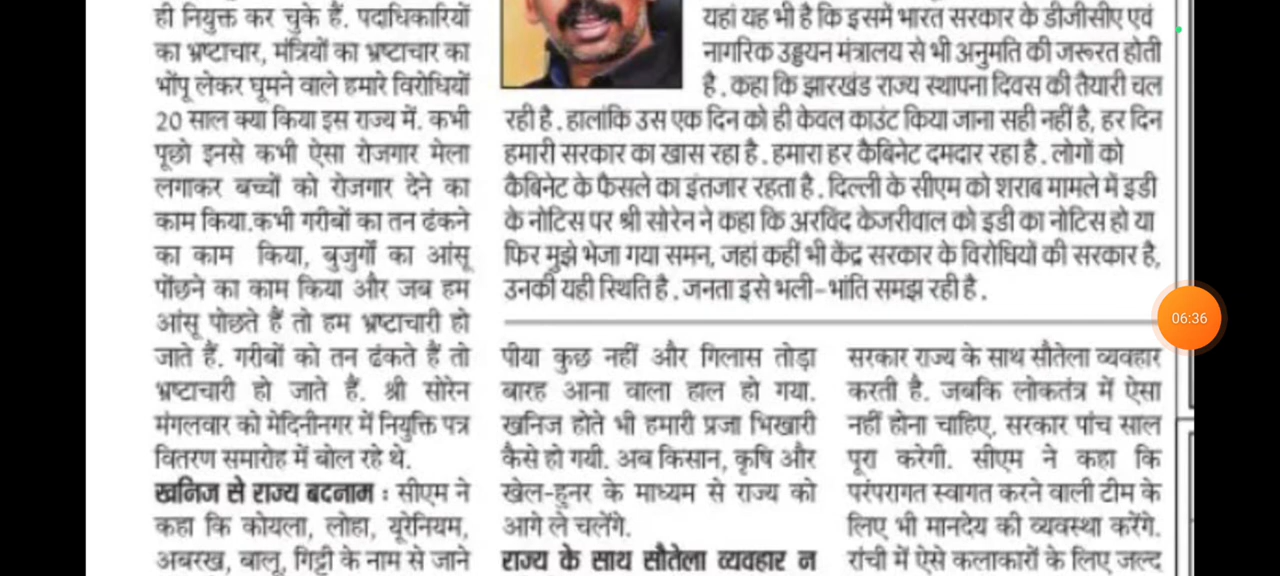 ही नियुक्त कर चुके हैं. पदाधिकारियों
का भ्रष्टाचार, मंत्रियों का भ्रष्टाचार का
भोंपू लेकर घूमने वाले हमारे विरोधियों
20 साल क्या किया इस राज्य में. कभी
पूछो इनसे कभी ऐसा रोजगार मेला
लगाकर बच्चों को रोजगार देने का
काम किया.कभी गरीबों का तन ढंकने
का काम किया, बुजुर्गों का आंसू
पोंछने का काम किया और जब हम
आंसू पोछते हैं तो हम भ्रष्टाचारी हो
जाते हैं. गरीबों को तन ढंकते हैं तो
भ्रष्टाचारी हो जाते हैं. श्री सोरेन
मंगलवार को मेदिनीनगर में नियुक्ति पत्र
वितरण समारोह में बोल रहे थे.
खनिज से राज्य बदनाम : सीएम ने
कहा कि कोयला, लोहा, यूरेनियम,
अबरख, बालू, गिट्टी के नाम से जाने
यहां यह भी है कि इसमें भारत सरकार के डीजीसीए एवं
नागरिक उड्डयन मंत्रालय से भी अनुमति की जरूरत होती
है. कहा कि झारखंड राज्य स्थापना दिवस की तैयारी चल
रही है. हालांकि उस एक दिन को ही केवल काउंट किया जाना सही नहीं है, हर दिन
हमारी सरकार का खास रहा है. हमारा हर कैबिनेट दमदार रहा है. लोगों को
कैबिनेट के फैसले का इंतजार रहता है. दिल्ली के सीएम को शराब मामले में इडी
के नोटिस पर श्री सोरेन ने कहा कि अरविंद केजरीवाल को इडी का नोटिस हो या
फिर मुझे भेजा गया समन, जहां कहीं भी केंद्र सरकार के विरोधियों की सरकार है,
उनकी यही स्थिति है. जनता इसे भली-भांति समझ रही है.
पीया कुछ नहीं और गिलास तोड़ा
बारह आना वाला हाल हो गया.
खनिज होते भी हमारी प्रजा भिखारी
कैसे हो गयी. अब किसान, कृषि और
खेल-हुनर के माध्यम से राज्य को
आगे ले चलेंगे.
राज्य के साथ सौतेला व्यवहार न
सरकार राज्य के साथ सौतेला व्यवहार
करती है. जबकि लोकतंत्र में ऐसा
नहीं होना चाहिए. सरकार पांच साल
पूरा करेगी. सीएम ने कहा कि
परंपरागत स्वागत करने वाली टीम के
लिए भी मानदेय की व्यवस्था करेंगे.
रांची में ऐसे कलाकारों के लिए जल्द
06:36